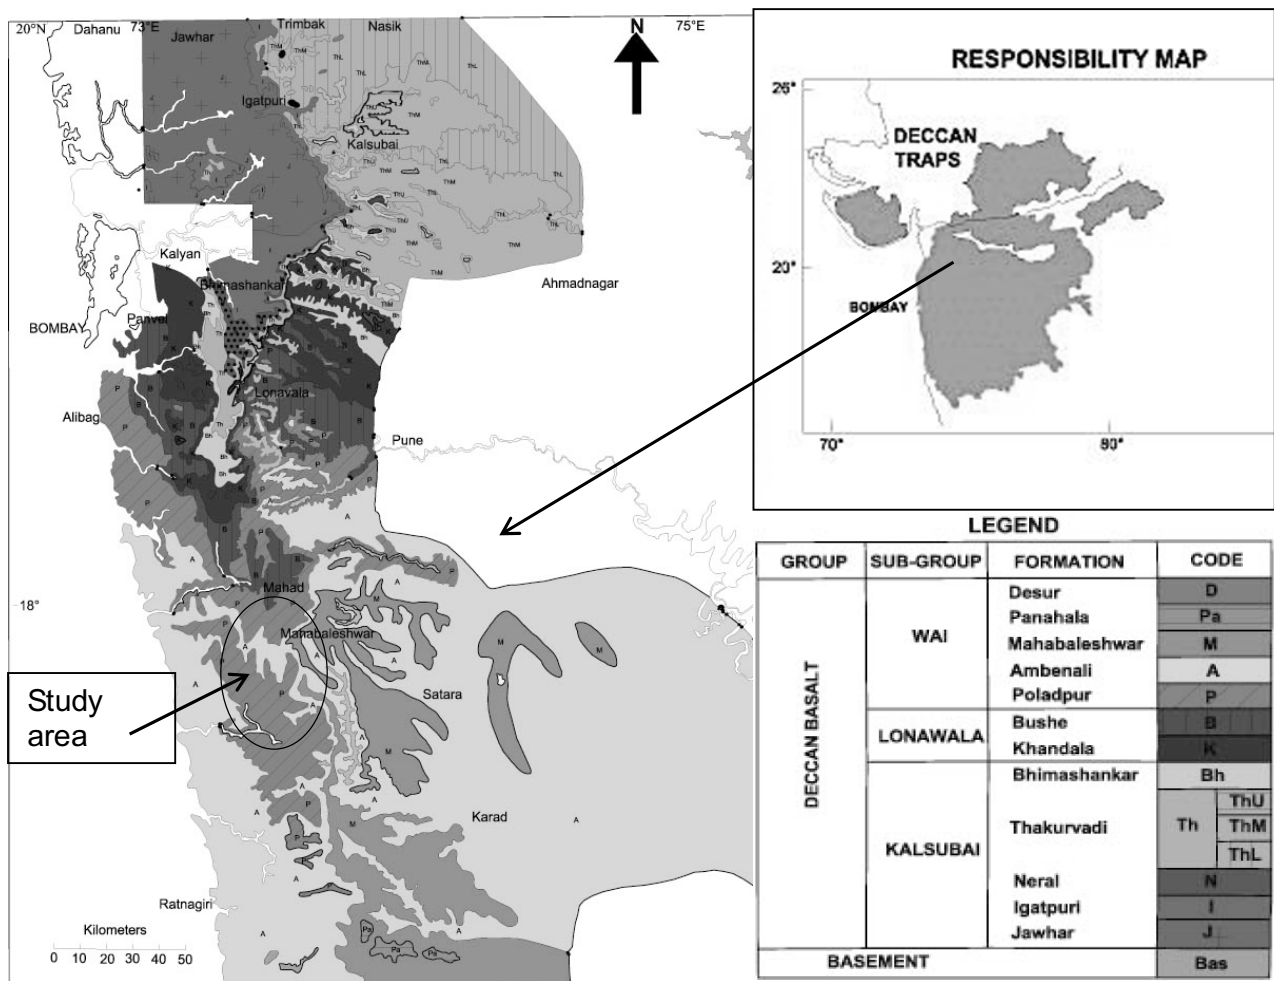 20°N
Dahanu
73°E
Trimbak
Nasik
N
75°E
Jawhar
Igatpuri
Kalsubai
Kalyan
Bhimashankar
Ahmadnagar
BOMBAY
Panvel
Lonavala
Alibag
Pune
18°
Mahad
Mahabaleshwar
Satara
Study
area
Karad
Ratnagiri
Kilometers
0 10 20 30 40 50
RESPONSIBILITY MAP
25°
DECCAN
TRAPS
20°
BOMBAY
70°
80°
LEGEND
GROUP SUB-GROUP FORMATION CODE
DECCAN BASALT
WAI
Desur D
Panahala Pa
Mahabaleshwar M
Ambenali A
Poladpur P
LONAWALA
Bushe B
Khandala K
KALSUBAI
Bhimashankar Bh
Thakurvadi Th ThU
ThM
ThL
Neral N
Igatpuri I
Jawhar J
BASEMENT Bas